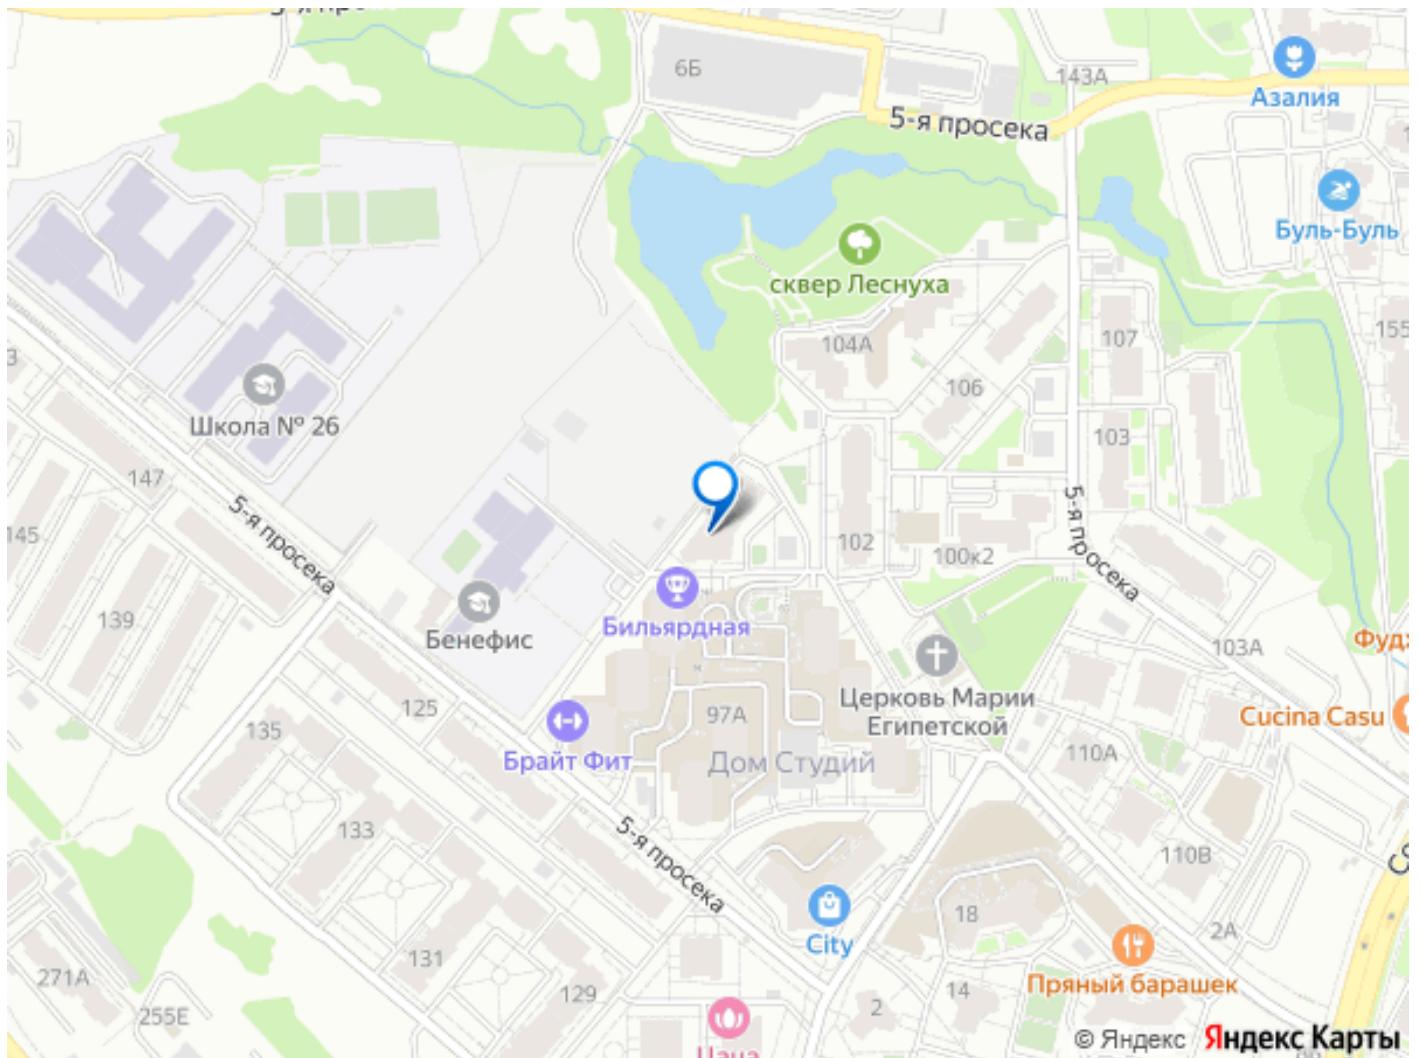 6Б
143А
Азалия
5-я просека
Буль-Буль
сквер Леснуха
104А
107
155
106
Школа № 26
103
147
5-я просека
5-я просека
145
102
100к2
139
Бенефис
Бильярдная
103А
Фудж
Церковь Марии
Египетской
125
97А
Cucina Casu
135
Брайт Фит
Дом Студий
110А
133
5-я просека
110В
City
18
2А
131
Пряный барашек
271А
129
14
2
255Е
© Яндекс Яндекс Карты